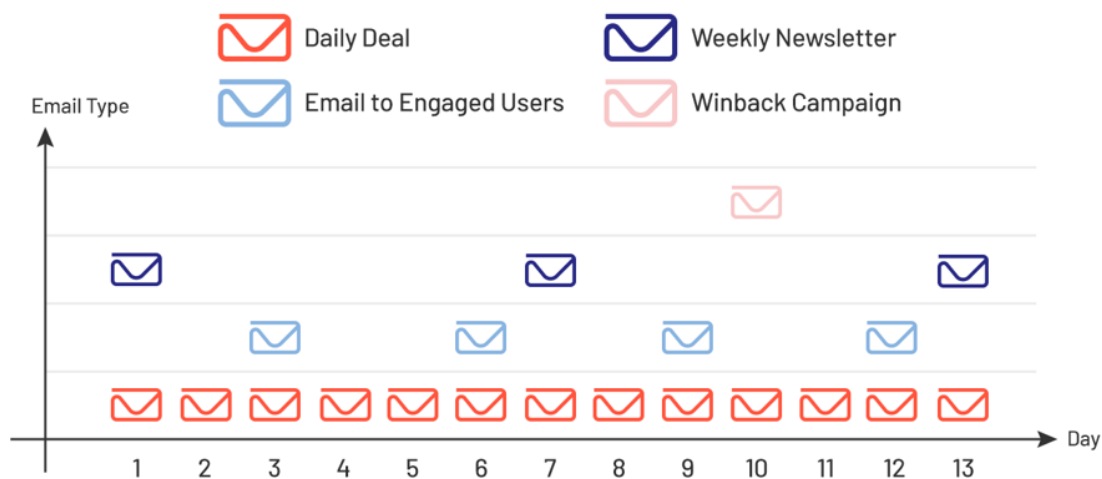 Daily Deal
Weekly Newsletter
Email to Engaged Users
Winback Campaign
Email Type
Day
1 2 3 4 5 6 7 8 9 10 11 12 13